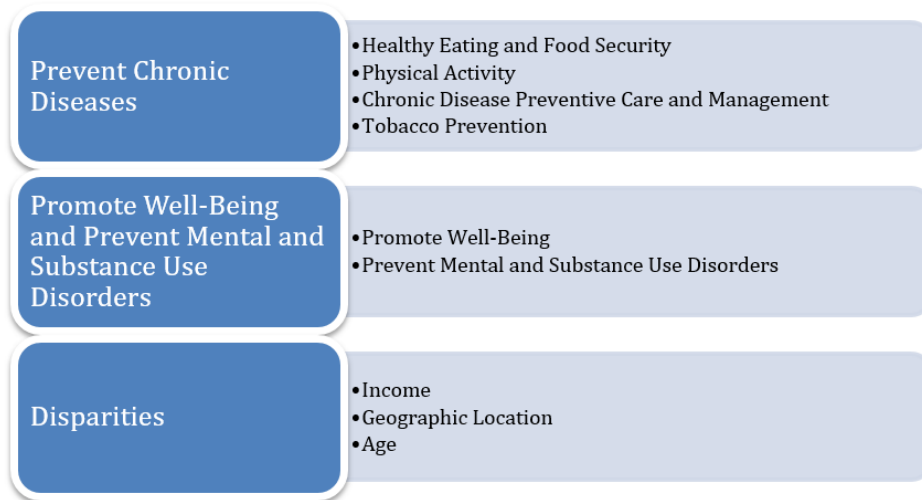 Prevent Chronic
Diseases
•Healthy Eating and Food Security
•Physical Activity
•Chronic Disease Preventive Care and Management
•Tobacco Prevention
Promote Well-Being
and Prevent Mental and
Substance Use
Disorders
•Promote Well-Being
•Prevent Mental and Substance Use Disorders
Disparities
•Income
•Geographic Location
•Age